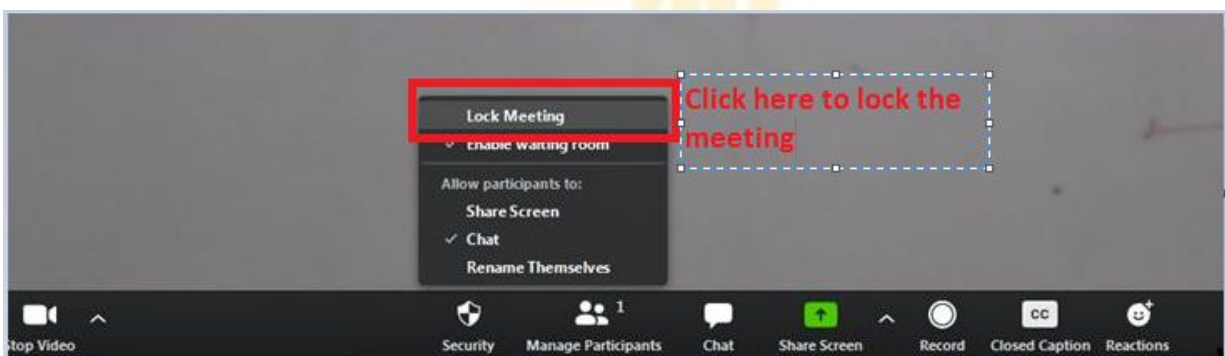 Lock Meeting
Click here to lock the
meeting
Enable waiting room
Allow participants to:
Share Screen
Chat
Rename Themselves
1
Stop Video
Security
Manage Participants
Chat
Share Screen
Record
CC
Closed Caption
Reactions